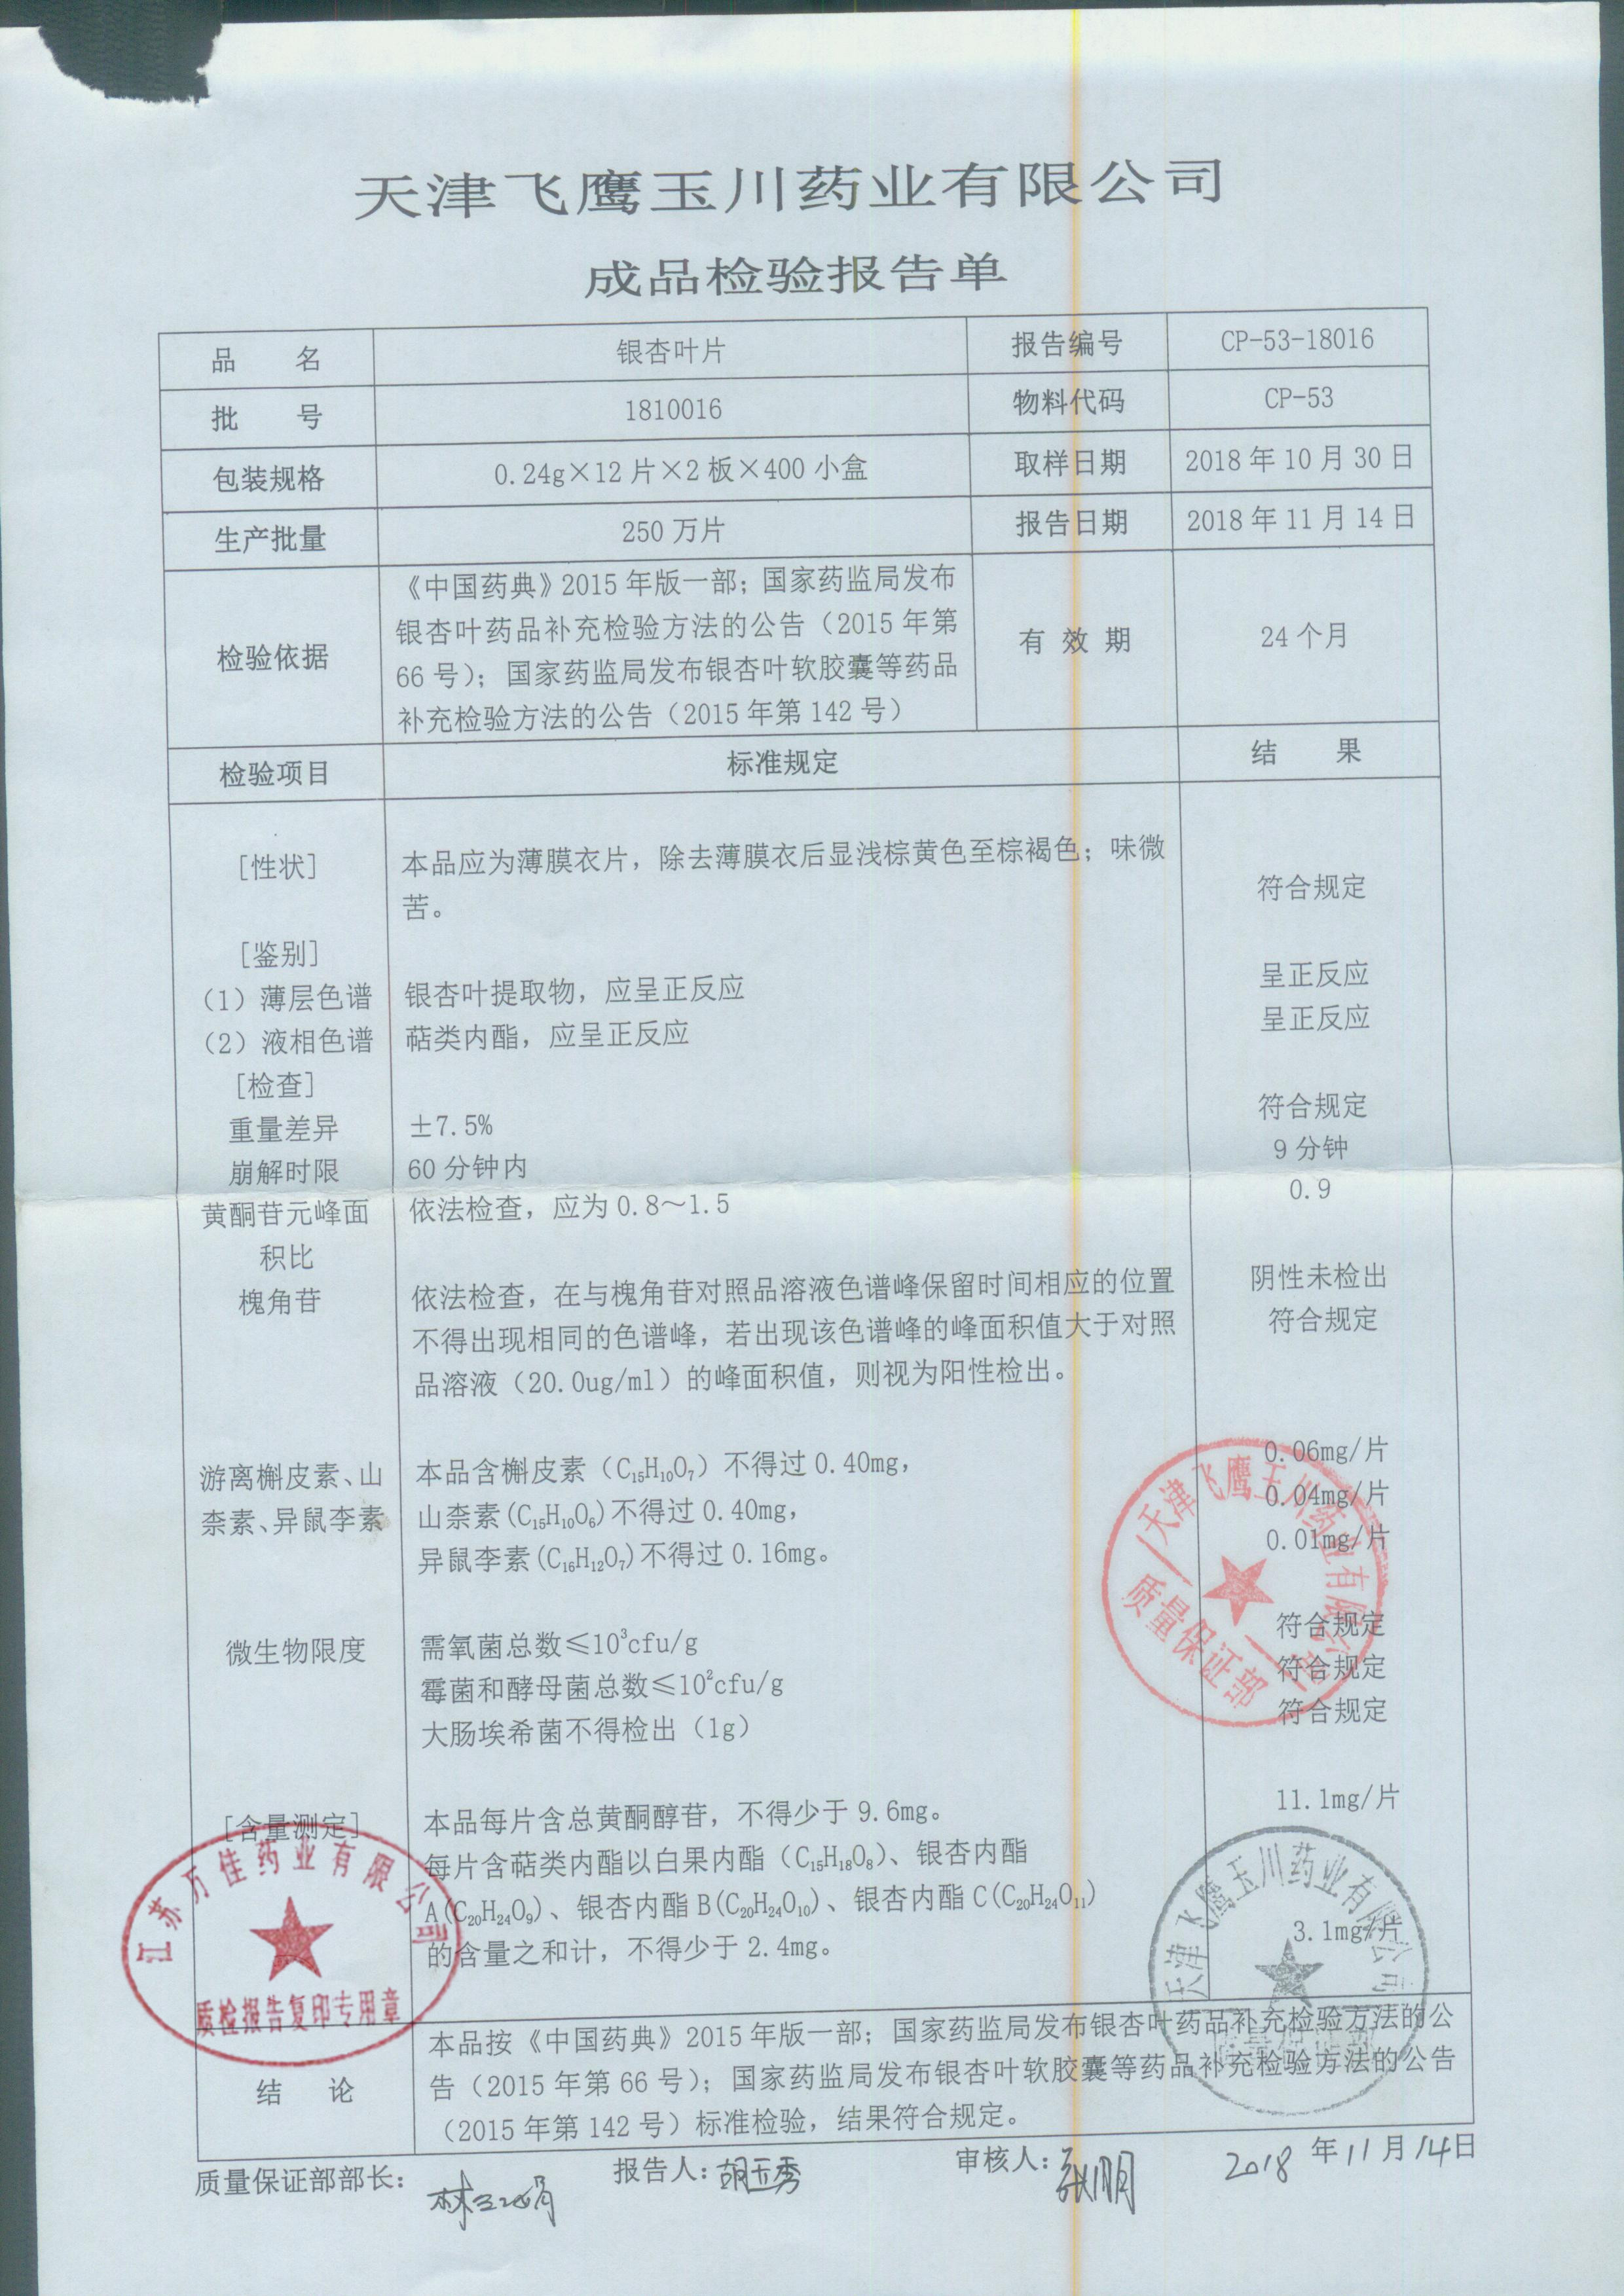 天津飞鹰玉川药业有限公司
成品检验报告单
品 名 银杏叶片 报告编号 CP-53-18016
批 号 1810016 物料代码 CP-53
包装规格 0.24g×12片×2板×400小盒 取样日期 2018年10月30日
生产批量 250万片 报告日期 2018年11月14日
《中国药典》2015年版一部；国家药监局发布
银杏叶药品补充检验方法的公告（2015年第
检验依据 有 效 期 24个月
66号）；国家药监局发布银杏叶软胶囊等药品
补充检验方法的公告（2015年第142号）
检验项目 标准规定 结 果
[性状] 本品应为薄膜衣片，除去薄膜衣后显浅棕黄色至棕褐色；味微
苦。 符合规定
[鉴别]
（1）薄层色谱 银杏叶提取物，应呈正反应 呈正反应
（2）液相色谱 萜类内酯，应呈正反应 呈正反应
[检查]
重量差异 ±7.5% 符合规定
崩解时限 60分钟内 9分钟
黄酮苷元峰面 依法检查，应为0.8～1.5 0.9
积比
槐角苷 依法检查，在与槐角苷对照品溶液色谱峰保留时间相应的位置 阴性未检出
不得出现相同的色谱峰，若出现该色谱峰的峰面积值大于对照 符合规定
品溶液（20.0ug/ml）的峰面积值，则视为阳性检出。
游离槲皮素、山 本品含槲皮素（C₁₅H₁₀O₇）不得过0.40mg， 0.06mg/片
柰素、异鼠李素 山柰素(C₁₅H₁₀O₆)不得过0.40mg， 0.04mg/片
异鼠李素(C₁₆H₁₂O₇)不得过0.16mg。 0.01mg/片
微生物限度 需氧菌总数≤10³cfu/g 符合规定
霉菌和酵母菌总数≤10²cfu/g 符合规定
大肠埃希菌不得检出（1g） 符合规定
[含量测定] 本品每片含总黄酮醇苷，不得少于9.6mg。 11.1mg/片
每片含萜类内酯以白果内酯（C₁₅H₁₈O₈）、银杏内酯
A(C₂₀H₂₄O₉)、银杏内酯B(C₂₀H₂₄O₁₀)、银杏内酯C(C₂₀H₂₄O₁₁)
的含量之和计，不得少于2.4mg。 3.1mg/片
本品按《中国药典》2015年版一部；国家药监局发布银杏叶药品补充检验方法的公
结 论 告（2015年第66号）；国家药监局发布银杏叶软胶囊等药品补充检验方法的公告
（2015年第142号）标准检验，结果符合规定。
质量保证部部长： 报告人：胡玉秀 审核人：张明 2018年11月14日
天津飞鹰玉川药业有限公司
质量保证部
江苏万佳药业有限公司
质检报告复印专用章
天津飞鹰玉川药业有限公司